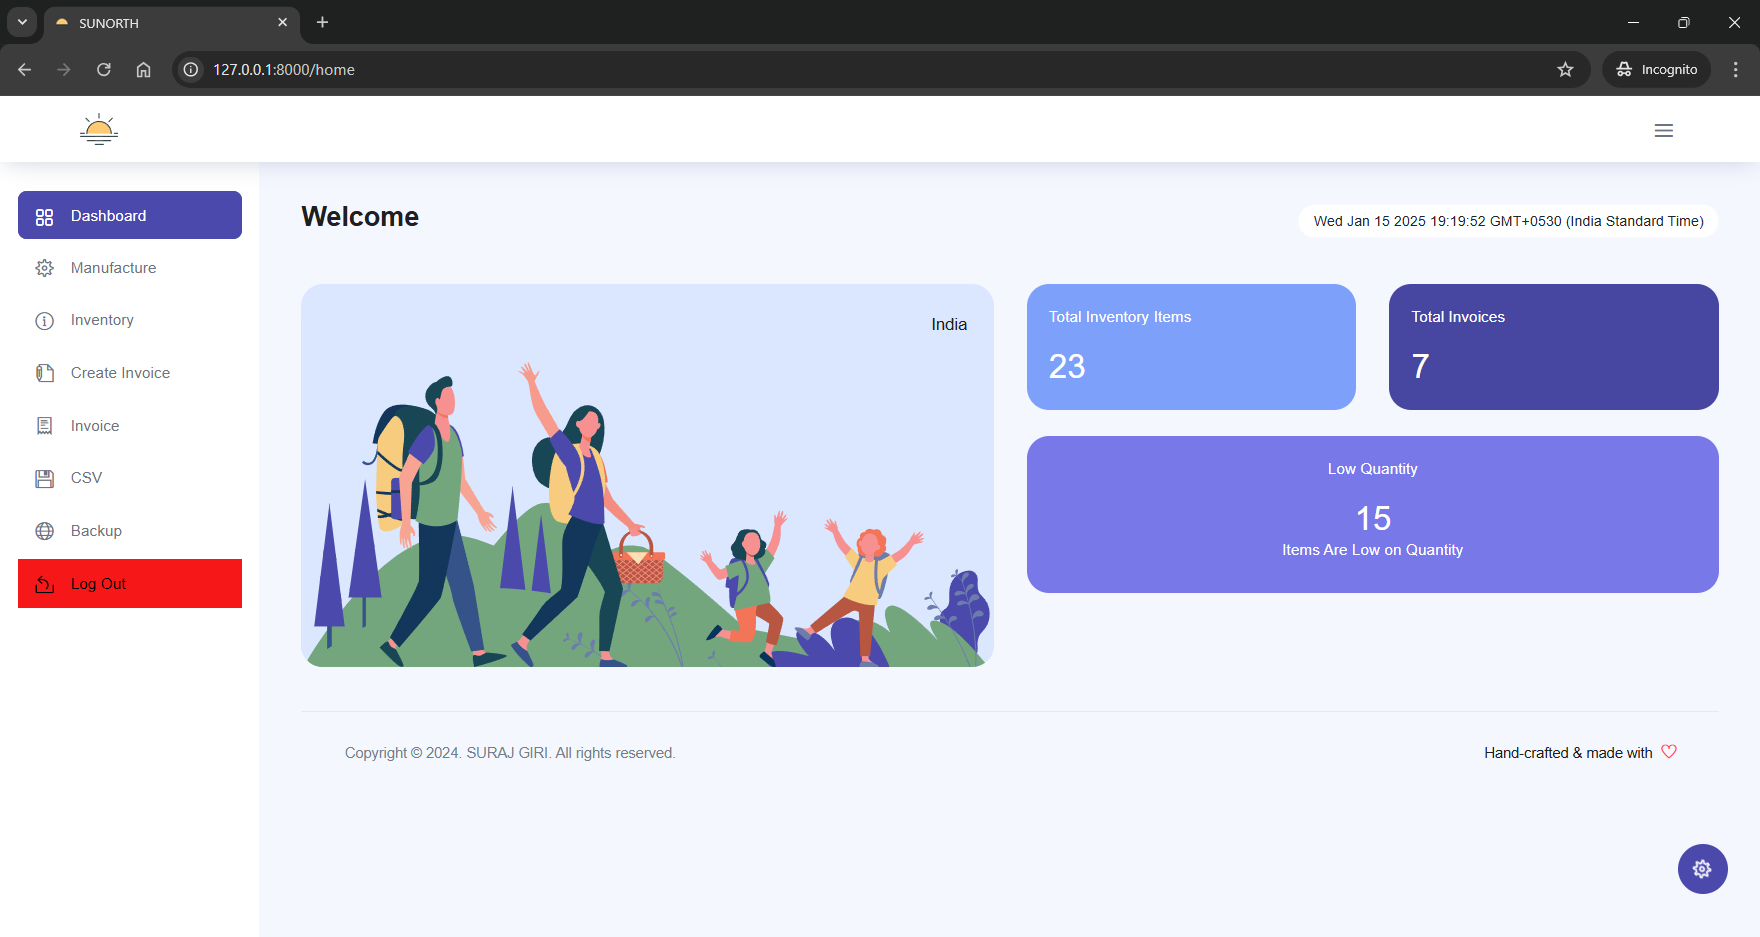 SUNORTH
127.0.0.1:8000/home
Incognito
Dashboard
Manufacture
Inventory
Create Invoice
Invoice
CSV
Backup
Log Out
Welcome
Wed Jan 15 2025 19:19:52 GMT+0530 (India Standard Time)
India
Total Inventory Items
23
Total Invoices
7
Low Quantity
15
Items Are Low on Quantity
Copyright © 2024. SURAJ GIRI. All rights reserved.
Hand-crafted & made with